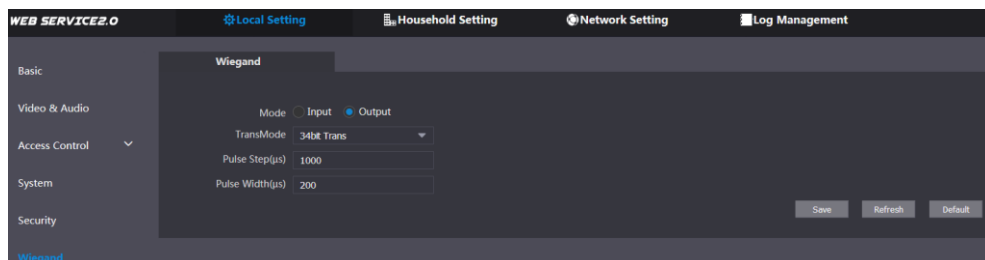 WEB SERVICE2.0 Local Setting Household Setting Network Setting Log Management
Basic
Video & Audio
Access Control
System
Security
Wiegand
Wiegand
Mode Input Output
TransMode 34bit Trans
Pulse Step(μs) 1000
Pulse Width(μs) 200
Save Refresh Default